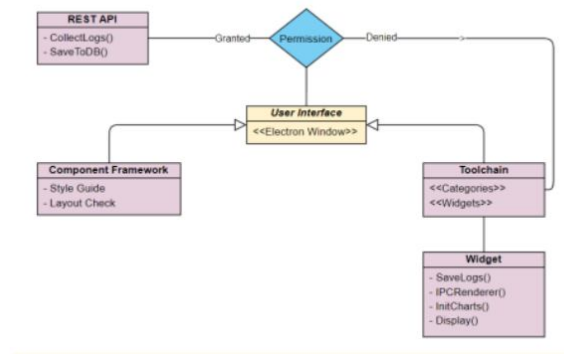 REST API
- CollectLogs()
- SaveToDB()
Granted
Permission
Denied
>
User Interface
<<Electron Window>>
Component Framework
- Style Guide
- Layout Check
Toolchain
<<Categories>>
<<Widgets>>
Widget
- SaveLogs()
- IPCRenderer()
- InitCharts()
- Display()